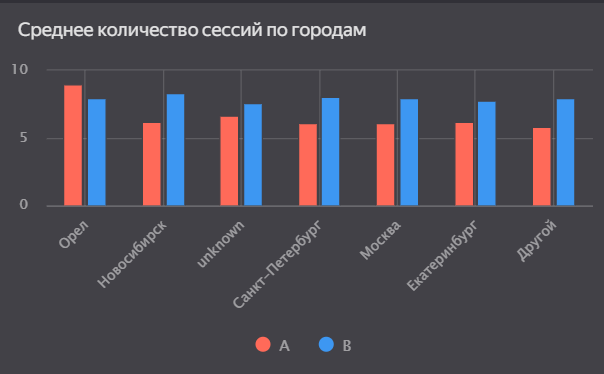 Среднее количество сессий по городам
10
5
0
Орел
Новосибирск
unknown
Санкт-Петербург
Москва
Екатеринбург
Другой
A
B